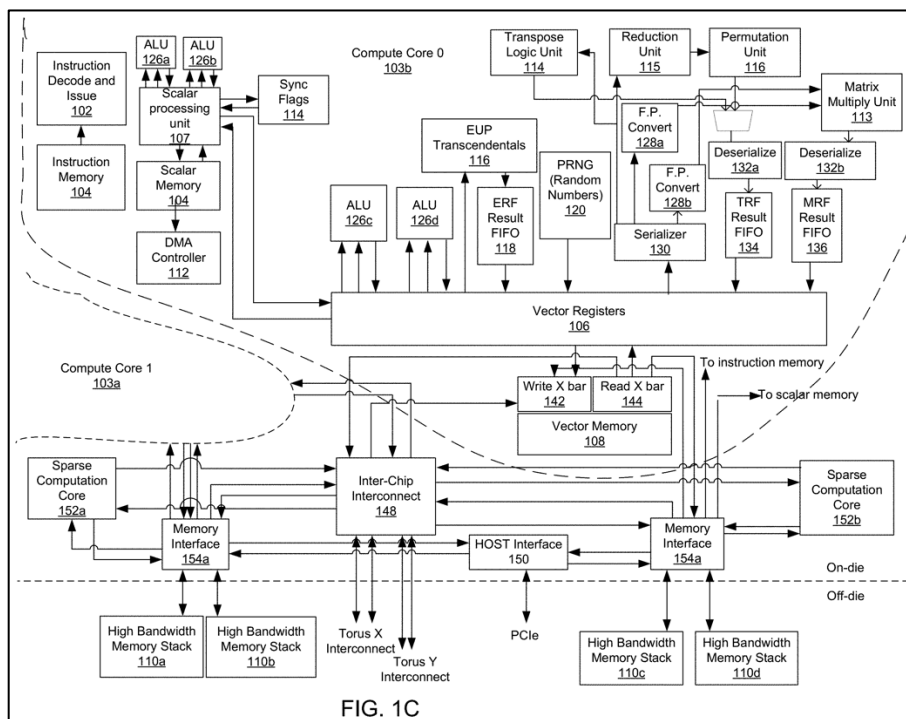 ALU
126a
ALU
126b
Compute Core 0
103b
Transpose
Logic Unit
114
Reduction
Unit
115
Permutation
Unit
116
Instruction
Decode and
Issue
102
Scalar
processing
unit
107
Sync
Flags
114
Matrix
Multiply Unit
113
F.P.
Convert
128a
EUP
Transcendentals
116
PRNG
(Random
Numbers)
120
Instruction
Memory
104
Scalar
Memory
104
Deserialize
132a
Deserialize
132b
F.P.
Convert
128b
ALU
126c
ALU
126d
ERF
Result
FIFO
118
Serializer
130
TRF
Result
FIFO
134
MRF
Result
FIFO
136
DMA
Controller
112
Vector Registers
106
Compute Core 1
103a
To instruction memory
Write X bar
142
Read X bar
144
To scalar memory
Vector Memory
108
Sparse
Computation
Core
152a
Inter-Chip
Interconnect
148
Sparse
Computation
Core
152b
Memory
Interface
154a
HOST Interface
150
Memory
Interface
154a
On-die
Off-die
High Bandwidth
Memory Stack
110a
High Bandwidth
Memory Stack
110b
Torus X
Interconnect
Torus Y
Interconnect
PCIe
High Bandwidth
Memory Stack
110c
High Bandwidth
Memory Stack
110d
FIG. 1C